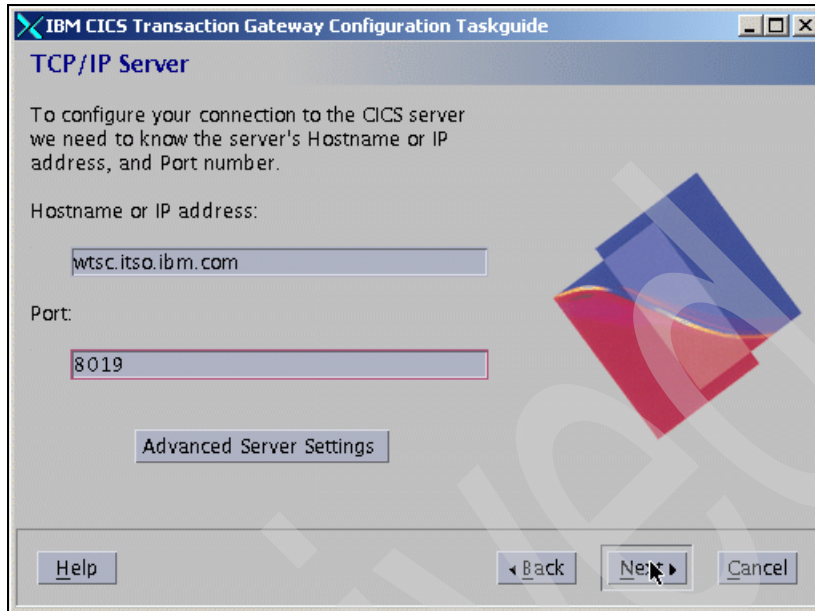 IBM CICS Transaction Gateway Configuration Taskguide
TCP/IP Server
To configure your connection to the CICS server
we need to know the server's Hostname or IP
address, and Port number.
Hostname or IP address:
wtsc.itso.ibm.com
Port:
8019
Advanced Server Settings
Help
Back
Next
Cancel